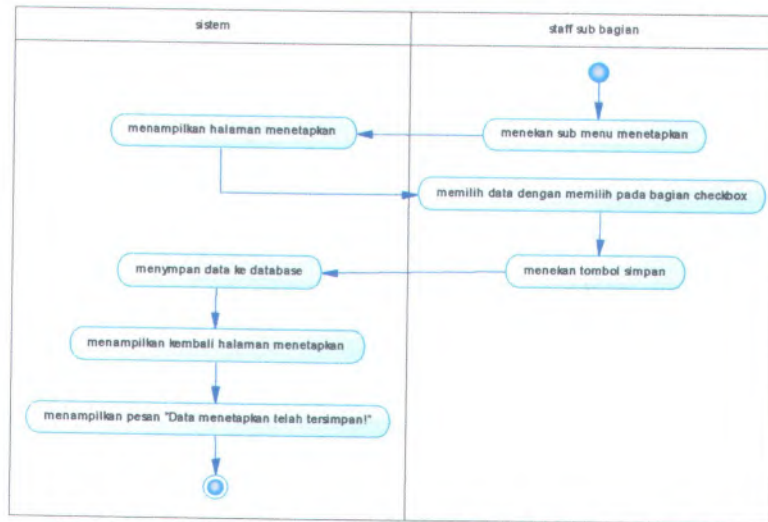 sistem
staff sub bagian
menampilkan halaman menetapkan
menekan sub menu menetapkan
memilih data dengan memilih pada bagian checkbox
menympan data ke database
menekan tombol simpan
menampilkan kembali halaman menetapkan
menampilkan pesan "Data menetapkan telah tersimpan!"